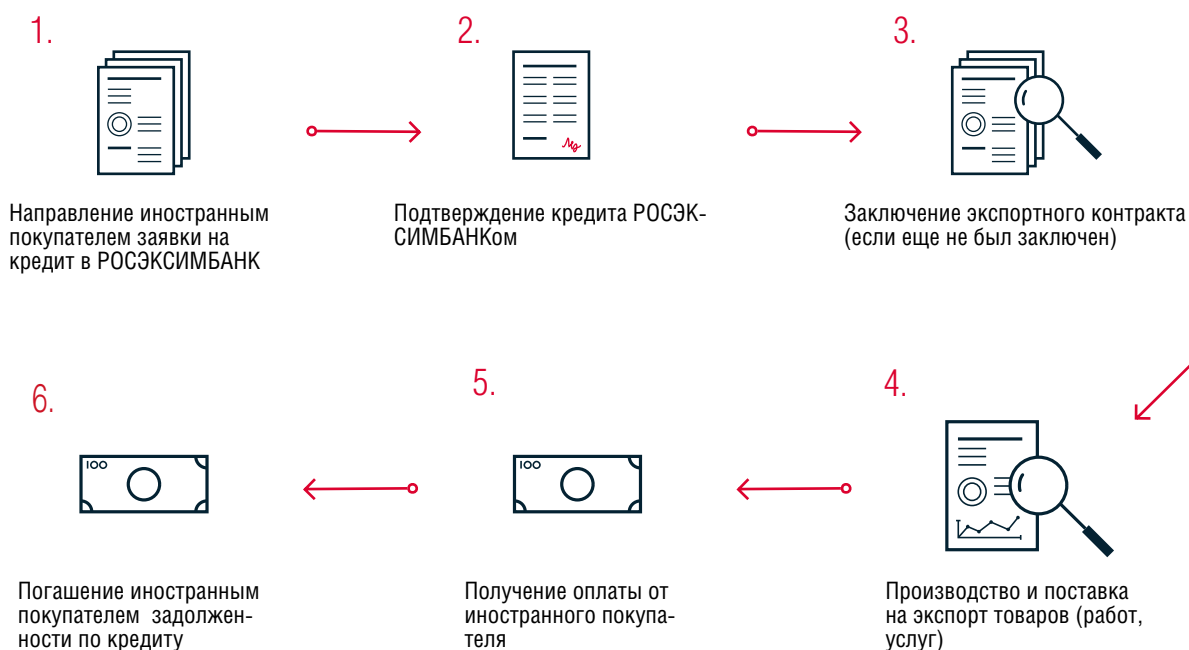 1.
Направление иностранным
покупателем заявки на
кредит в РОСЭКСИМБАНК
2.
Подтверждение кредита РОСЭК-
СИМБАНКом
3.
Заключение экспортного контракта
(если еще не был заключен)
4.
Производство и поставка
на экспорт товаров (работ,
услуг)
5.
Получение оплаты от
иностранного покупа-
теля
6.
Погашение иностранным
покупателем задолжен-
ности по кредиту
100
100